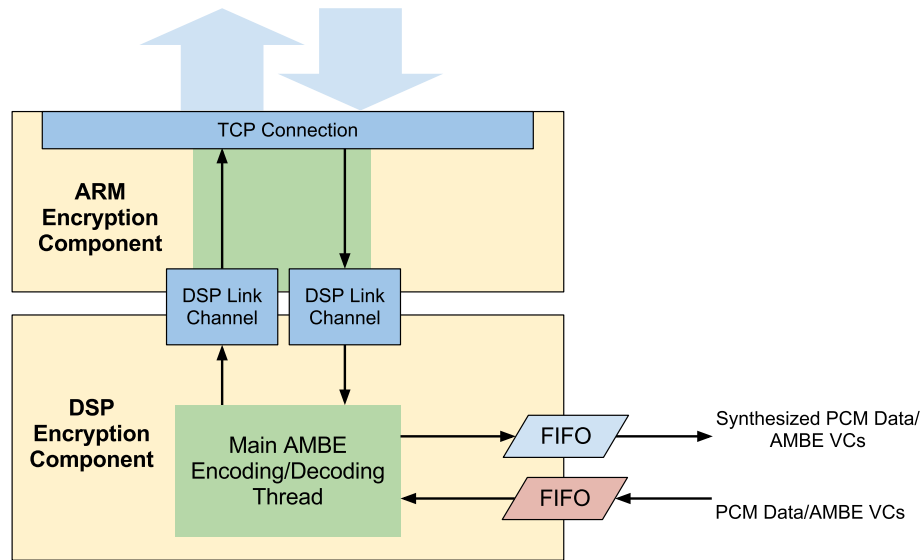 TCP Connection
ARM
Encryption
Component
DSP Link
Channel
DSP Link
Channel
DSP
Encryption
Component
Main AMBE
Encoding/Decoding
Thread
FIFO
Synthesized PCM Data/
AMBE VCs
FIFO
PCM Data/AMBE VCs